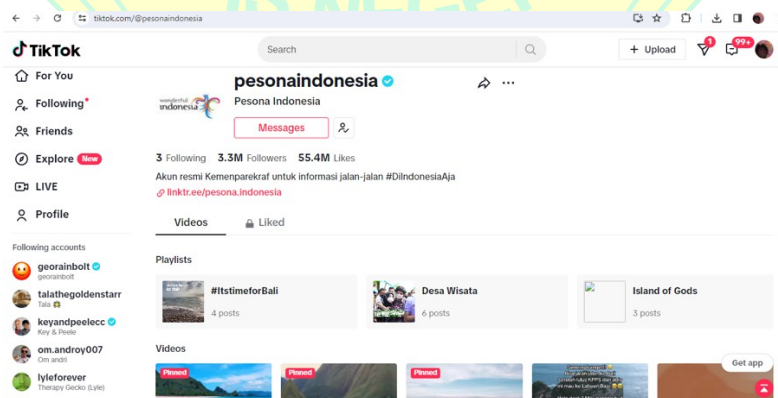 tiktok.com/@pesonaindonesia
TikTok
Search
+ Upload
1
99+
For You
Following
Friends
Explore New
LIVE
Profile
Following accounts
georainbolt
georainbolt
talathegoldenstarr
Tala
keyandpeelecc
Key & Peele
om.androy007
Om andri
lyleforever
Therapy Gecko (Lyle)
wonderful
indonesia
pesonaindonesia
Pesona Indonesia
Messages
3 Following 3.3M Followers 55.4M Likes
Akun resmi Kemenparekraf untuk informasi jalan-jalan #DiIndonesiaAja
linktr.ee/pesona.indonesia
Videos Liked
Playlists
#ItstimeforBali
4 posts
Desa Wisata
6 posts
Island of Gods
3 posts
Videos
Pinned
Pinned
Pinned
Get app